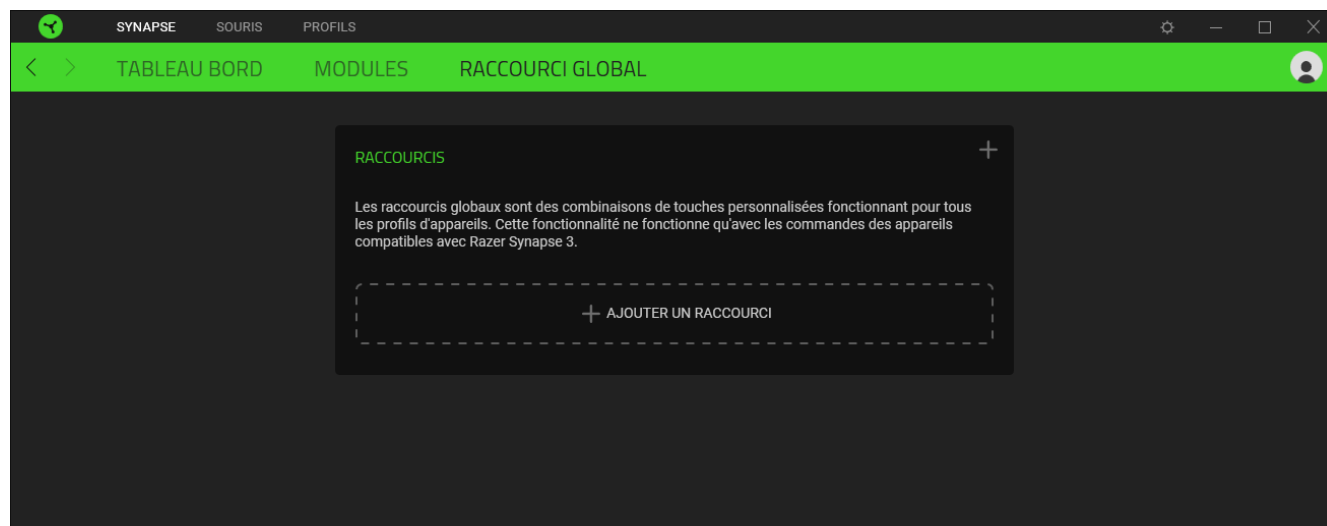 SYNAPSE SOURIS PROFILS
TABLEAU BORD MODULES RACCOURCI GLOBAL
RACCOURCIS
Les raccourcis globaux sont des combinaisons de touches personnalisées fonctionnant pour tous
les profils d'appareils. Cette fonctionnalité ne fonctionne qu'avec les commandes des appareils
compatibles avec Razer Synapse 3.
AJOUTER UN RACCOURCI